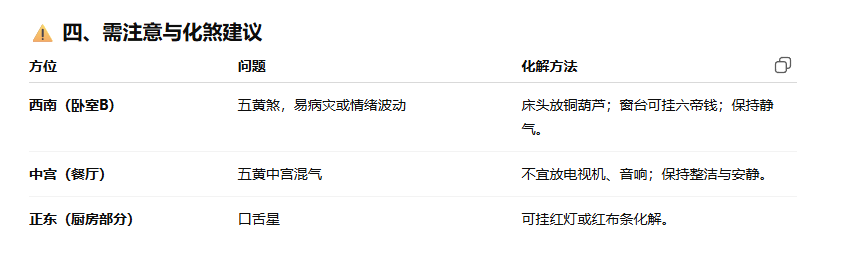 ⚠️ 四、需注意与化煞建议
方位 问题 化解方法
西南（卧室B） 五黄煞，易病灾或情绪波动 床头放铜葫芦；窗台可挂六帝钱；保持静
气。
中宫（餐厅） 五黄中宫混气 不宜放电视机、音响；保持整洁与安静。
正东（厨房部分） 口舌星 可挂红灯或红布条化解。